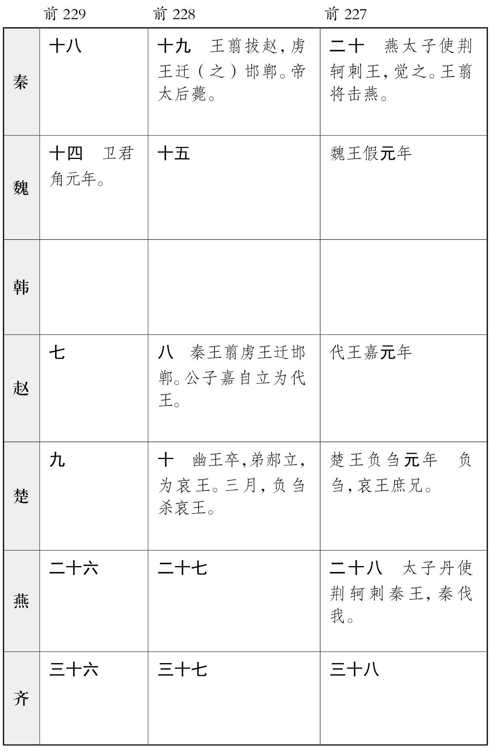 前 229 前 228 前 227
秦
十八
十九 王翦拔赵，虏
王迁（之）邯郸。帝
太后薨。
二十 燕太子使荆
轲刺王，觉之。王翦
将击燕。
魏
十四 卫君
角元年。
十五
魏王假元年
韩
赵
七
八 秦王翦虏王迁邯
郸。公子嘉自立为代
王。
代王嘉元年
楚
九
十 幽王卒，弟郝立，
为哀王。三月，负刍
杀哀王。
楚王负刍元年 负
刍，哀王庶兄。
燕
二十六
二十七
二十八 太子丹使
荆轲刺秦王，秦伐
我。
齐
三十六
三十七
三十八